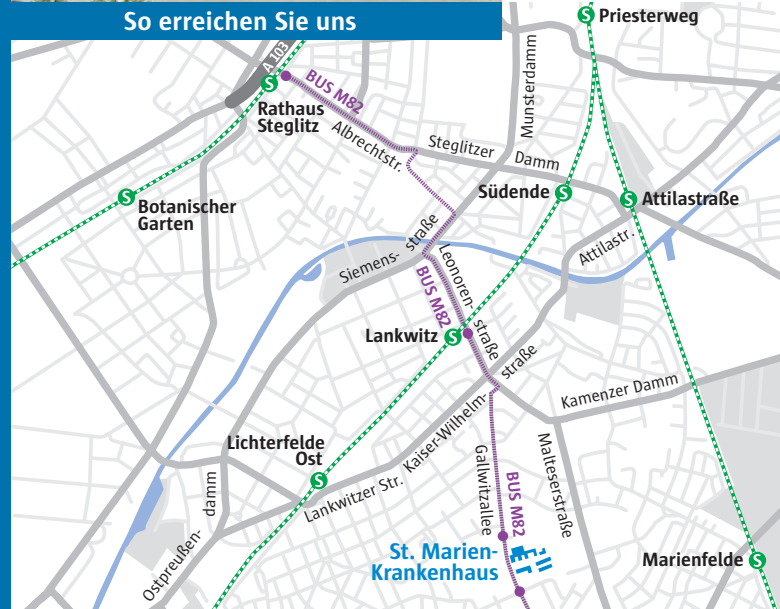 So erreichen Sie uns
S
Priesterweg
A 103
S
Rathaus
Steglitz
BUS M82
Albrechtstr.
Munsterdamm
Steglitzer Damm
S
Botanischer
Garten
Südende
S
S
Attilastraße
Attilastr.
Siemens-
straße
Leonoren-
straße
BUS M82
Lankwitz
S
Kaiser-Wilhelm-
straße
Kamenzer Damm
Lichterfelde
Ost
S
Lankwitzer Str.
Ostpreußen-
damm
Gallwitzallee
BUS M82
Malteserstraße
St. Marien-
Krankenhaus
Marienfelde
S